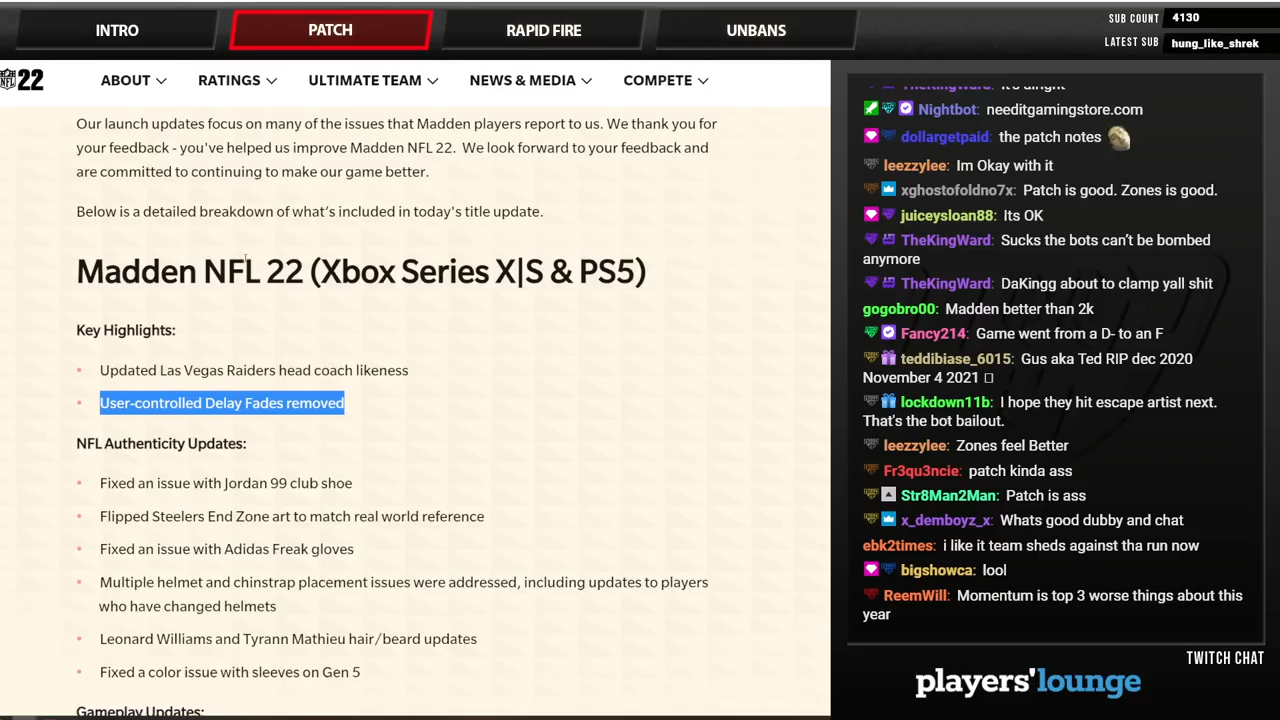 INTRO
PATCH
RAPID FIRE
UNBANS
SUB COUNT 4130
LATEST SUB hung_like_shrek
NFL 22
ABOUT
RATINGS
ULTIMATE TEAM
NEWS & MEDIA
COMPETE
Our launch updates focus on many of the issues that Madden players report to us. We thank you for
your feedback - you've helped us improve Madden NFL 22. We look forward to your feedback and
are committed to continuing to make our game better.
Below is a detailed breakdown of what's included in today's title update.
Madden NFL 22 (Xbox Series X|S & PS5)
Key Highlights:
• Updated Las Vegas Raiders head coach likeness
• User-controlled Delay Fades removed
NFL Authenticity Updates:
• Fixed an issue with Jordan 99 club shoe
• Flipped Steelers End Zone art to match real world reference
• Fixed an issue with Adidas Freak gloves
• Multiple helmet and chinstrap placement issues were addressed, including updates to players
who have changed helmets
• Leonard Williams and Tyrann Mathieu hair/beard updates
• Fixed a color issue with sleeves on Gen 5
Gameplay Updates:
TheKingWard: It's alright
Nightbot: needitgamingstore.com
dollargetpaid: the patch notes
leezzylee: Im Okay with it
xghostofoldno7x: Patch is good. Zones is good.
juiceysloan88: Its OK
TheKingWard: Sucks the bots can't be bombed
anymore
TheKingWard: DaKingg about to clamp yall shit
gogobro00: Madden better than 2k
Fancy214: Game went from a D- to an F
teddibiase_6015: Gus aka Ted RIP dec 2020
November 4 2021
lockdown11b: I hope they hit escape artist next.
That's the bot bailout.
leezzylee: Zones feel Better
Fr3qu3ncie: patch kinda ass
Str8Man2Man: Patch is ass
x_demboyz_x: Whats good dubby and chat
ebk2times: i like it team sheds against tha run now
bigshowca: lool
ReemWill: Momentum is top 3 worse things about this
year
TWITCH CHAT
players'lounge